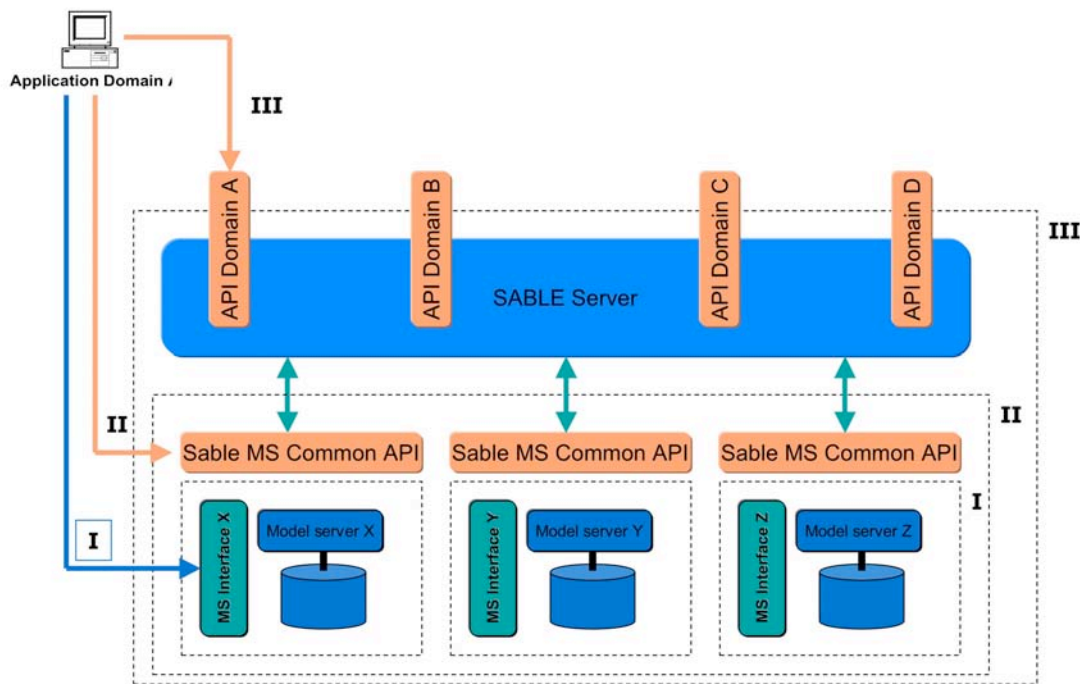 Application Domain
III
API Domain A
API Domain B
API Domain C
API Domain D
III
SABLE Server
II
II
Sable MS Common API
Sable MS Common API
Sable MS Common API
I
I
MS Interface X
Model server X
MS Interface Y
Model server Y
MS Interface Z
Model server Z